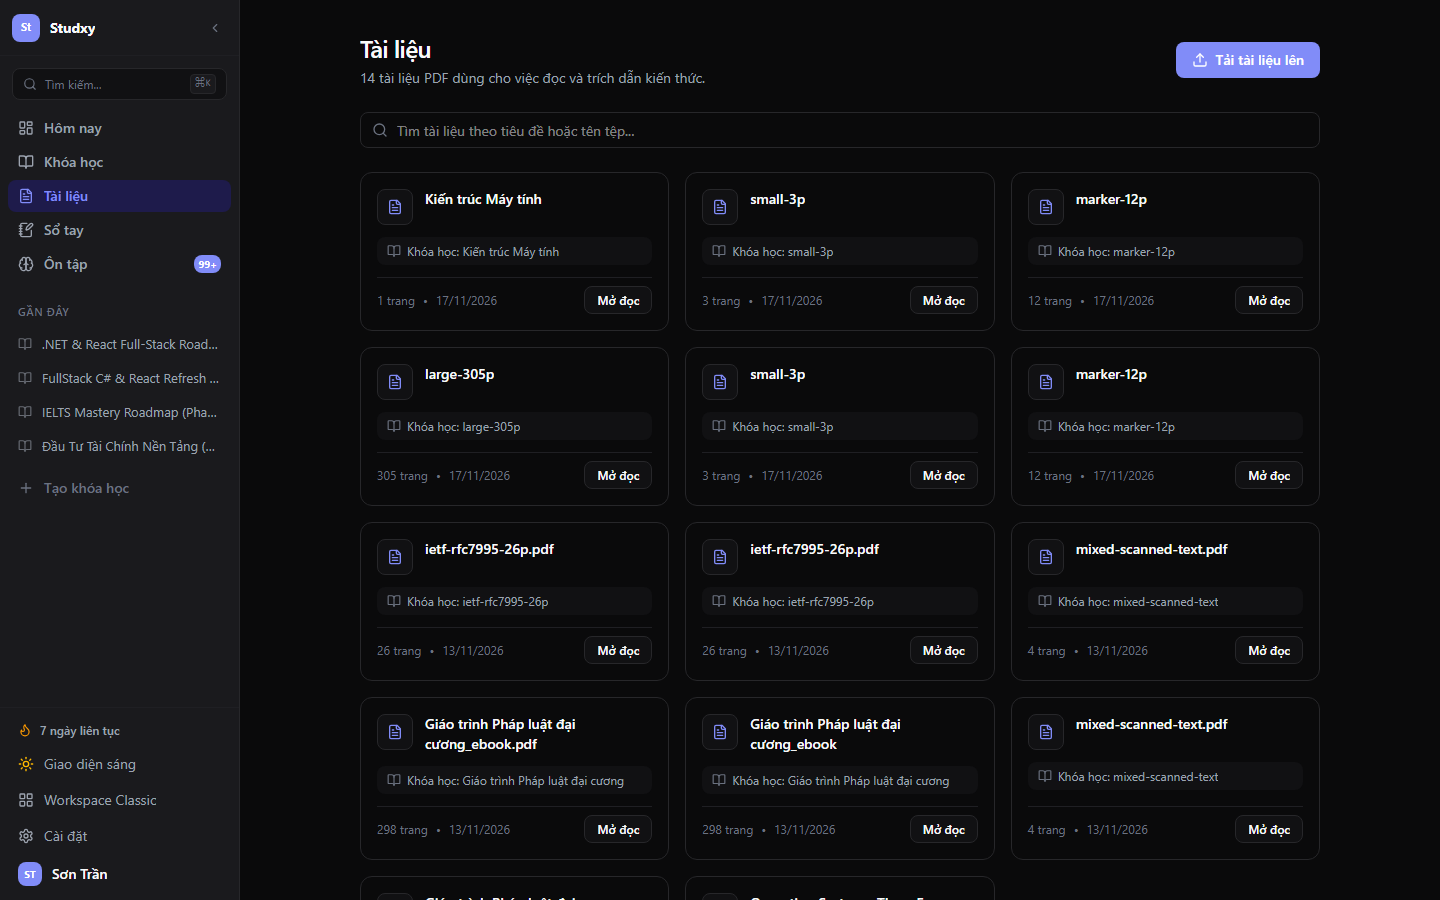 St Studxy
Tìm kiếm... ⌘K
Hôm nay
Khóa học
Tài liệu
Sổ tay
Ôn tập 99+
GẦN ĐÂY
.NET & React Full-Stack Road...
FullStack C# & React Refresh ...
IELTS Mastery Roadmap (Pha...
Đầu Tư Tài Chính Nền Tảng (...
Tạo khóa học
7 ngày liên tục
Giao diện sáng
Workspace Classic
Cài đặt
ST Sơn Trần
Tài liệu
14 tài liệu PDF dùng cho việc đọc và trích dẫn kiến thức.
Tải tài liệu lên
Tìm tài liệu theo tiêu đề hoặc tên tệp...
Kiến trúc Máy tính
Khóa học: Kiến trúc Máy tính
1 trang • 17/11/2026 Mở đọc
small-3p
Khóa học: small-3p
3 trang • 17/11/2026 Mở đọc
marker-12p
Khóa học: marker-12p
12 trang • 17/11/2026 Mở đọc
large-305p
Khóa học: large-305p
305 trang • 17/11/2026 Mở đọc
small-3p
Khóa học: small-3p
3 trang • 17/11/2026 Mở đọc
marker-12p
Khóa học: marker-12p
12 trang • 17/11/2026 Mở đọc
ietf-rfc7995-26p.pdf
Khóa học: ietf-rfc7995-26p
26 trang • 13/11/2026 Mở đọc
ietf-rfc7995-26p.pdf
Khóa học: ietf-rfc7995-26p
26 trang • 13/11/2026 Mở đọc
mixed-scanned-text.pdf
Khóa học: mixed-scanned-text
4 trang • 13/11/2026 Mở đọc
Giáo trình Pháp luật đại
cương_ebook.pdf
Khóa học: Giáo trình Pháp luật đại cương
298 trang • 13/11/2026 Mở đọc
Giáo trình Pháp luật đại
cương_ebook
Khóa học: Giáo trình Pháp luật đại cương
298 trang • 13/11/2026 Mở đọc
mixed-scanned-text.pdf
Khóa học: mixed-scanned-text
4 trang • 13/11/2026 Mở đọc